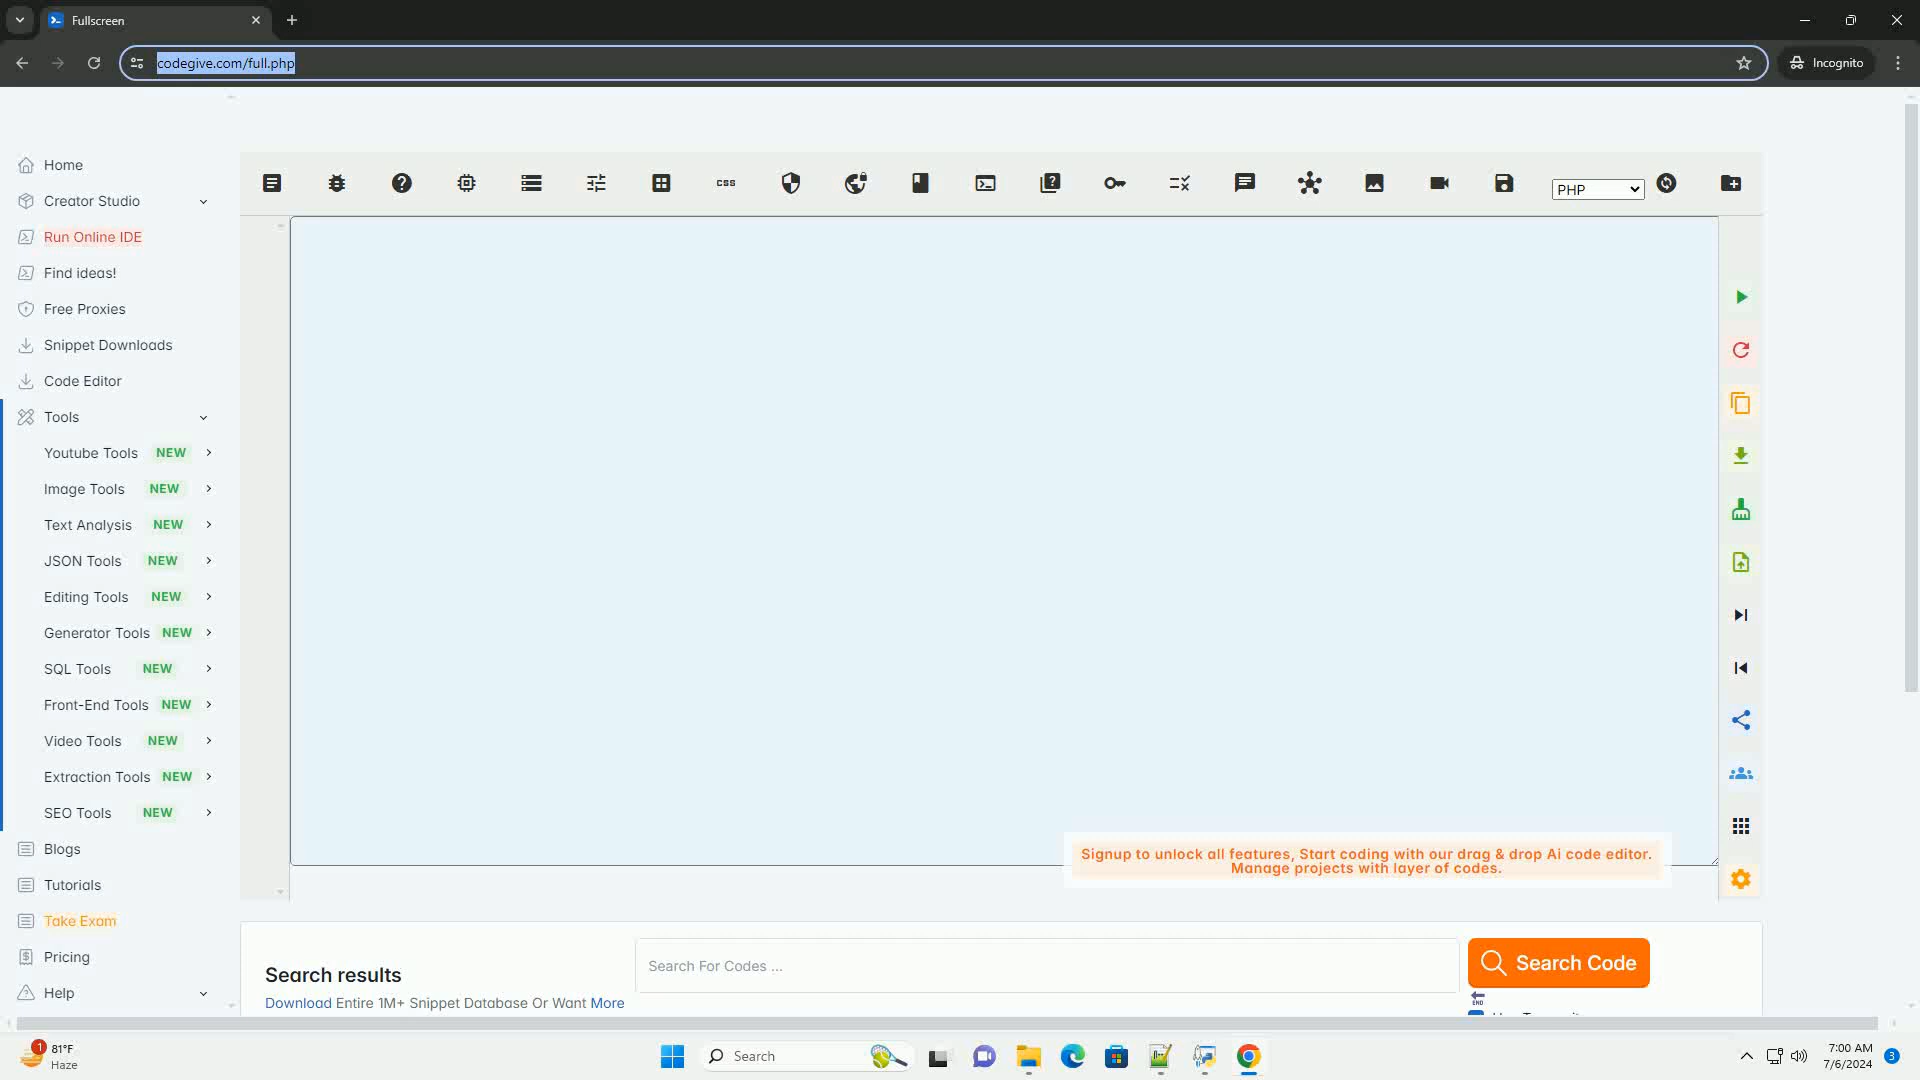 Fullscreen
codegive.com/full.php
Incognito
Home
Creator Studio
Run Online IDE
Find ideas!
Free Proxies
Snippet Downloads
Code Editor
Tools
Youtube Tools NEW
Image Tools NEW
Text Analysis NEW
JSON Tools NEW
Editing Tools NEW
Generator Tools NEW
SQL Tools NEW
Front-End Tools NEW
Video Tools NEW
Extraction Tools NEW
SEO Tools NEW
Blogs
Tutorials
Take Exam
Pricing
Help
css
PHP
Signup to unlock all features, Start coding with our drag & drop Ai code editor.
Manage projects with layer of codes.
Search results
Download Entire 1M+ Snippet Database Or Want More
Search For Codes ...
Search Code
END
1
81°F
Haze
Search
7:00 AM
7/6/2024
3